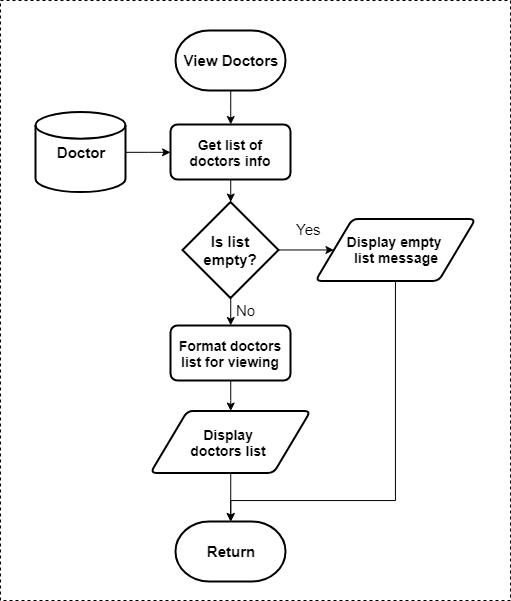 View Doctors
Get list of
doctors info
Doctor
Is list
empty?
Yes
Display empty
list message
No
Format doctors
list for viewing
Display
doctors list
Return